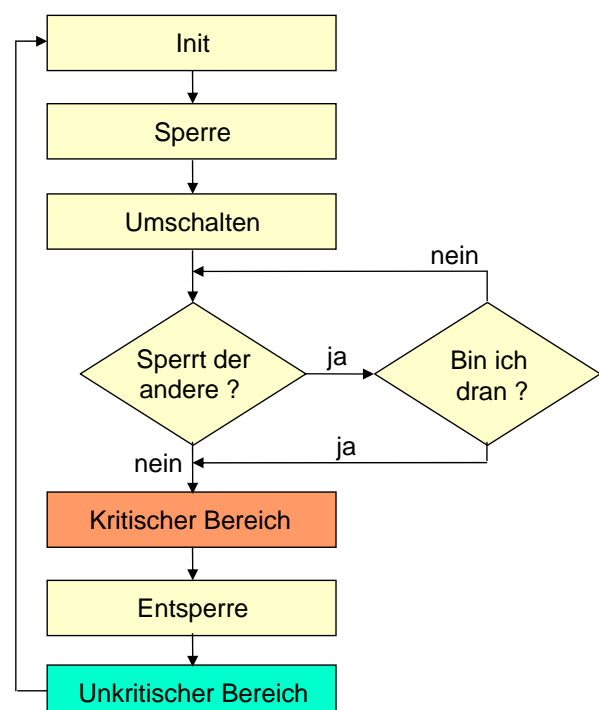 Init
Sperre
Umschalten
nein
Sperrt der
andere ?
ja
Bin ich
dran ?
nein
ja
Kritischer Bereich
Entsperre
Unkritischer Bereich